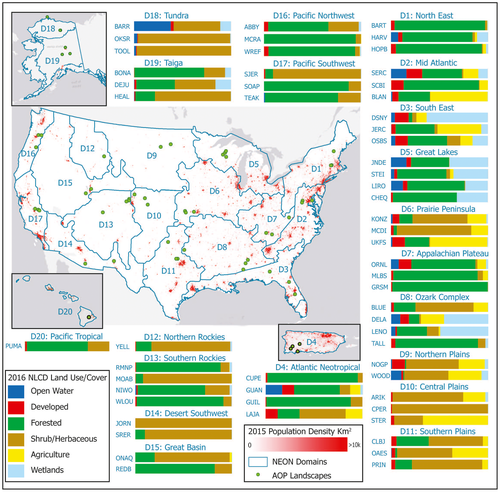 D18: Tundra
BARR
OKSR
TOOL
D19: Taiga
BONA
DEJU
HEAL
D16: Pacific Northwest
ABBY
MCRA
WREF
D17: Pacific Southwest
SJER
SOAP
TEAK
D1: North East
BART
HARV
HOPB
D2: Mid Atlantic
SERC
SCBI
BLAN
D3: South East
DSNY
JERC
OSBS
D5: Great Lakes
UNDE
STEI
LIRO
CHEQ
D6: Prairie Peninsula
KONZ
MCDI
UKFS
D7: Appalachian Plateau
ORNL
MLBS
GRSM
D8: Ozark Complex
BLUE
DELA
LENO
TALL
D9: Northern Plains
NOGP
WOOD
D10: Central Plains
ARIK
CPER
STER
D11: Southern Plains
CLBJ
OAES
PRIN
D18
D19
D16
D12
D9
D5
D1
D15
D6
D17
D13
D10
D7
D2
D14
D8
D11
D3
D20
D4
D20: Pacific Tropical
PUMA
D12: Northern Rockies
YELL
D13: Southern Rockies
RMNP
MOAB
NIWO
WLOU
D14: Desert Southwest
JORN
SRER
D15: Great Basin
ONAQ
REDB
D4: Atlantic Neotropical
CUPE
GUAN
GUIL
LAJA
2016 NLCD Land Use/Cover
Open Water
Developed
Forested
Shrub/Herbaceous
Agriculture
Wetlands
2015 Population Density Km²
0
>10k
NEON Domains
AOP Landscapes